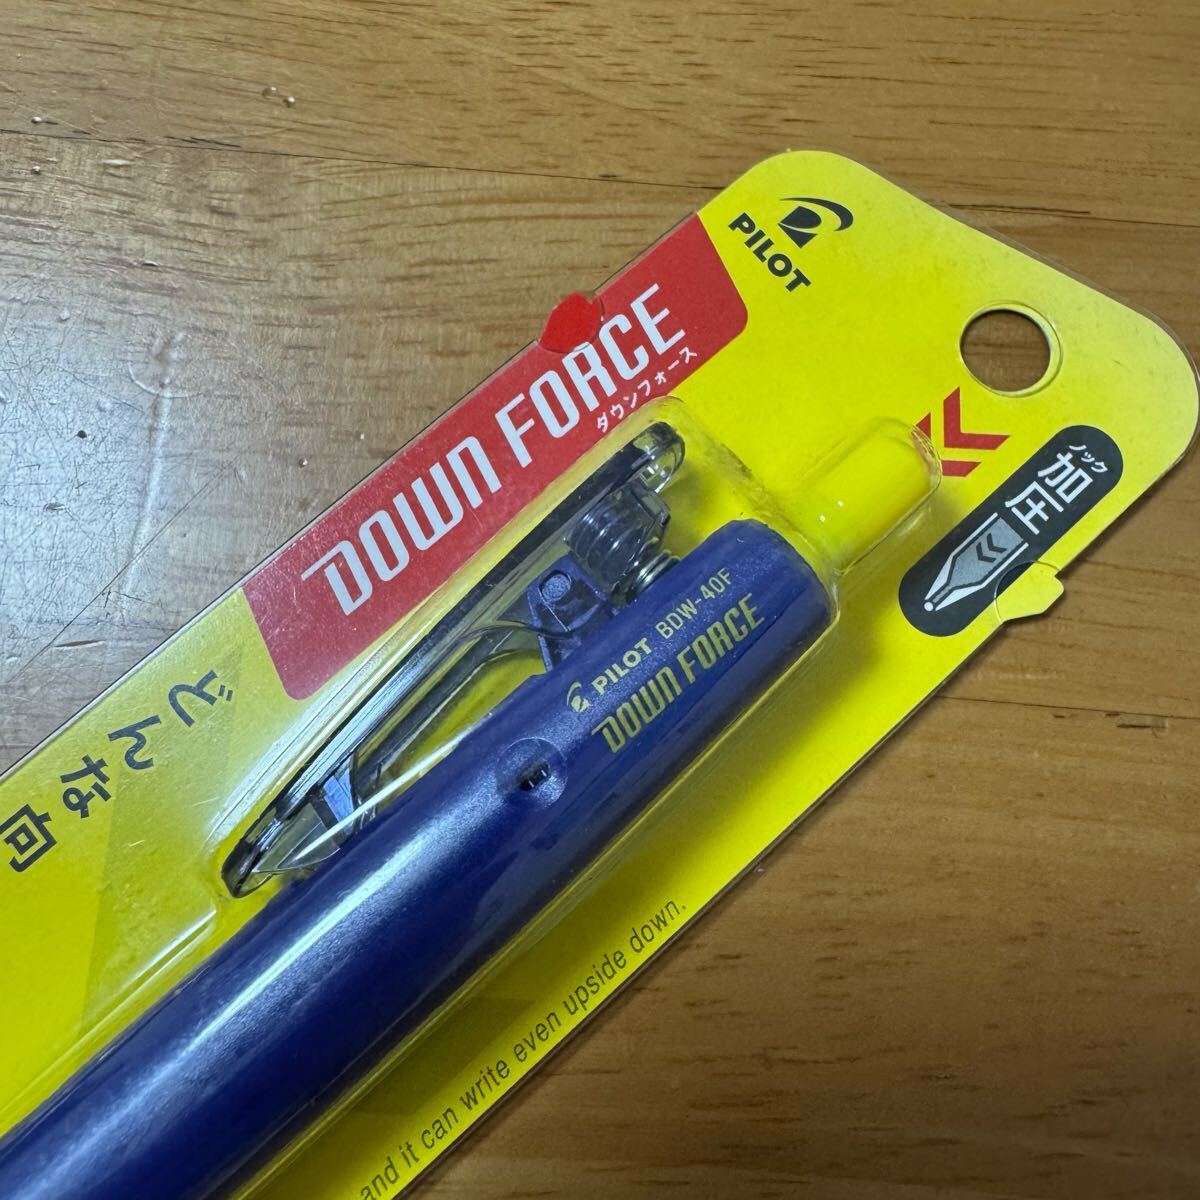 PILOT
DOWN FORCE
ダウンフォース
ノック
加圧
PILOT BDW-40F
DOWN FORCE
どんな向
and it can write even upside down.